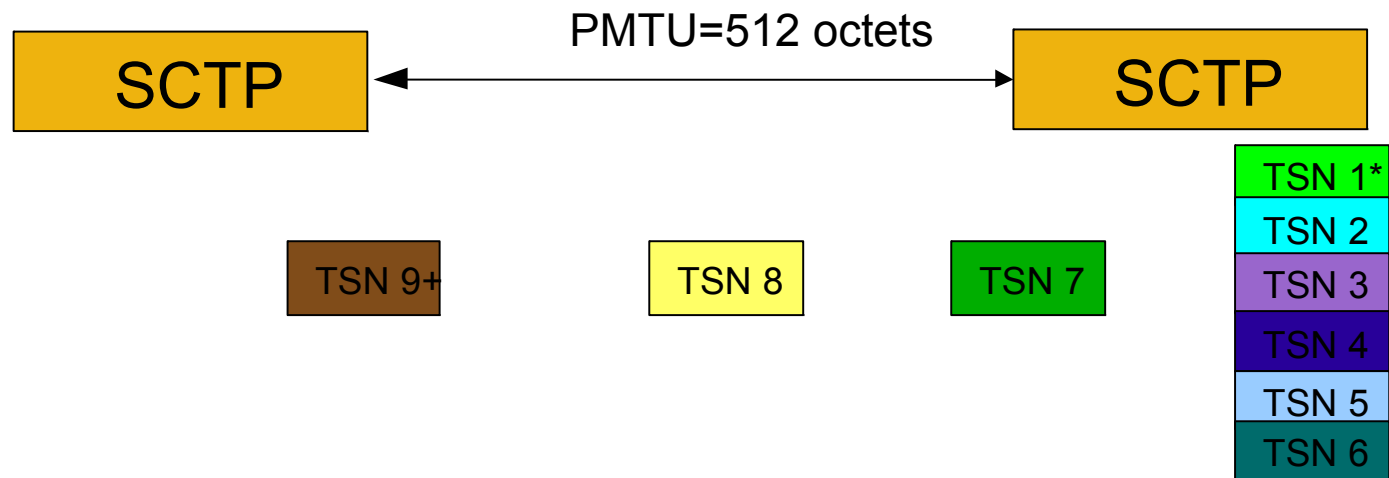 PMTU=512 octets
SCTP
SCTP
TSN 1*
TSN 2
TSN 9+
TSN 8
TSN 7
TSN 3
TSN 4
TSN 5
TSN 6